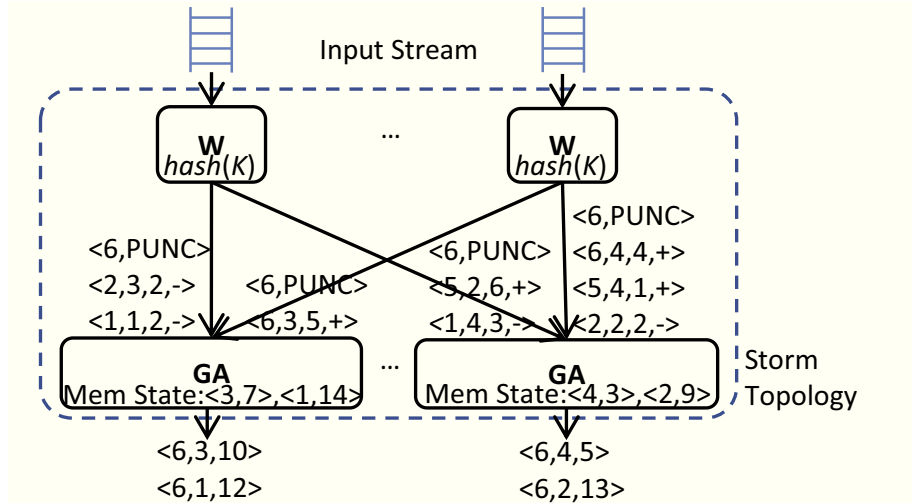 Input Stream
W
hash(K)
...
W
hash(K)
<6,PUNC>
<2,3,2,->
<1,1,2,->
<6,PUNC>
<6,3,5,+>
<6,PUNC>
<5,2,6,+>
<1,4,3,->
<6,PUNC>
<6,4,4,+>
<5,4,1,+>
<2,2,2,->
GA
Mem State:<3,7>,<1,14>
...
GA
Mem State:<4,3>,<2,9>
Storm
Topology
<6,3,10>
<6,1,12>
<6,4,5>
<6,2,13>